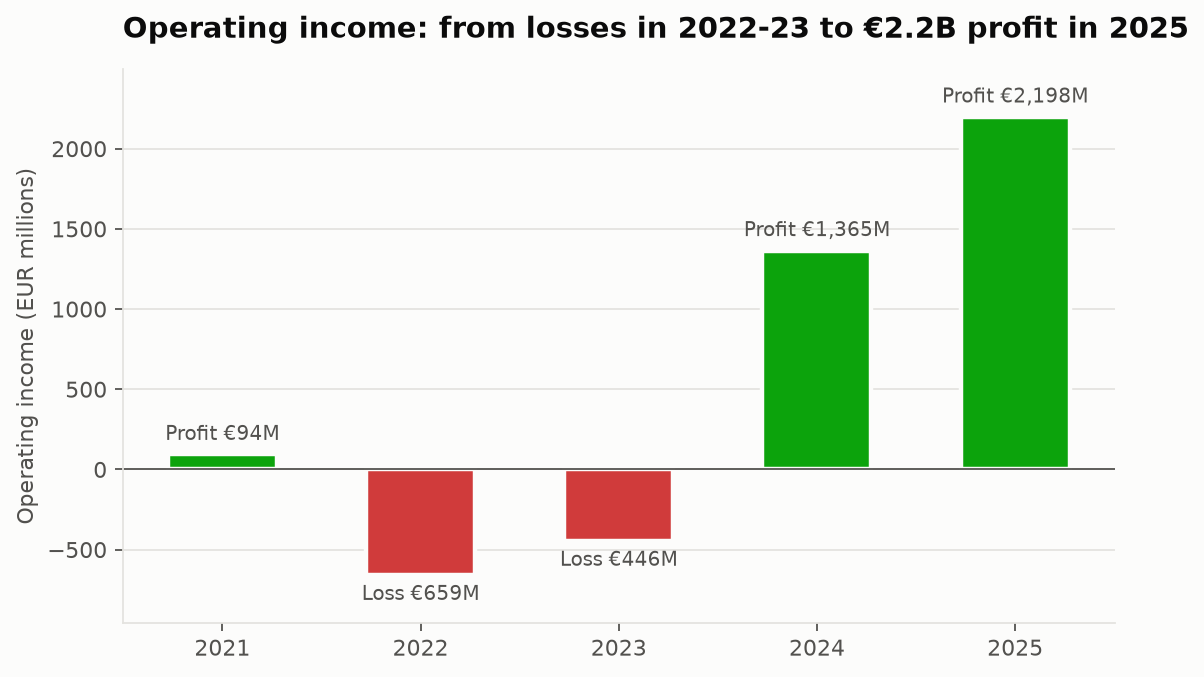 Operating income: from losses in 2022-23 to €2.2B profit in 2025
Operating income (EUR millions)
2000
1500
1000
500
0
−500
Profit €94M
Loss €659M
Loss €446M
Profit €1,365M
Profit €2,198M
2021
2022
2023
2024
2025